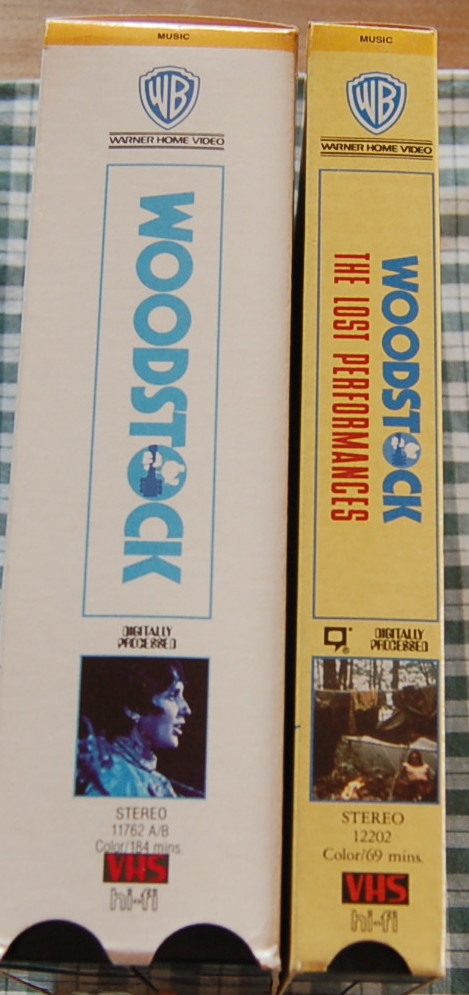 MUSIC
WB
WARNER HOME VIDEO
WOODSTOCK
DIGITALLY
PROCESSED
STEREO
11762 A/B
Color/184 mins.
VHS
hi-fi
MUSIC
WB
WARNER HOME VIDEO
WOODSTOCK
THE LOST PERFORMANCES
DIGITALLY
PROCESSED
STEREO
12202
Color/69 mins.
VHS
hi-fi